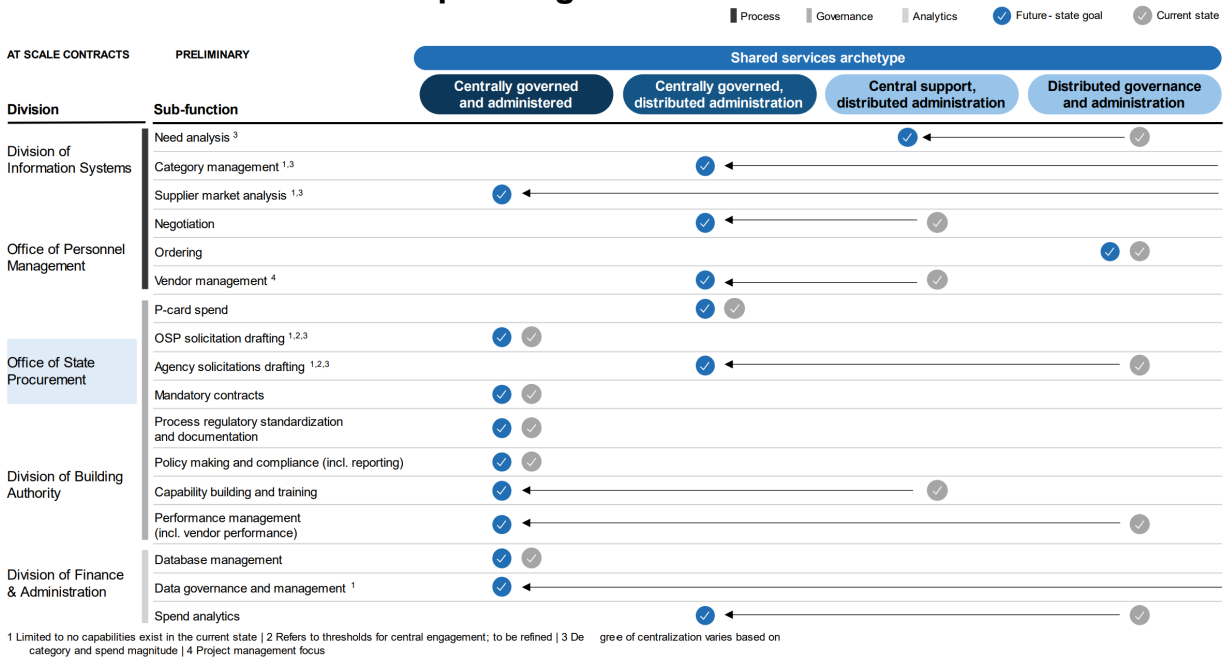 Process Governance Analytics Future-state goal Current state
AT SCALE CONTRACTS PRELIMINARY
Shared services archetype
Division Sub-function
Centrally governed
and administered
Centrally governed,
distributed administration
Central support,
distributed administration
Distributed governance
and administration
Division of
Information Systems
Need analysis 3
Category management 1,3
Supplier market analysis 1,3
Negotiation
Office of Personnel
Management
Ordering
Vendor management 4
P-card spend
OSP solicitation drafting 1,2,3
Office of State
Procurement
Agency solicitations drafting 1,2,3
Mandatory contracts
Process regulatory standardization
and documentation
Policy making and compliance (incl. reporting)
Division of Building
Authority
Capability building and training
Performance management
(incl. vendor performance)
Database management
Division of Finance
& Administration
Data governance and management 1
Spend analytics
1 Limited to no capabilities exist in the current state | 2 Refers to thresholds for central engagement; to be refined | 3 De gree of centralization varies based on
category and spend magnitude | 4 Project management focus